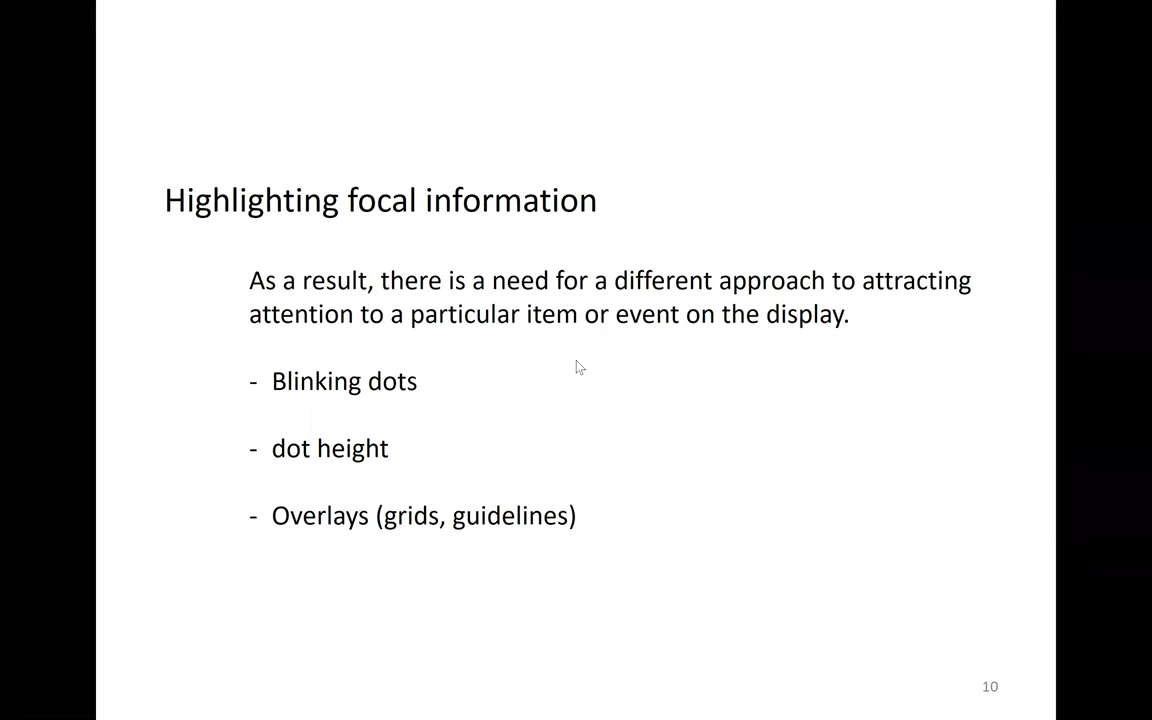 Highlighting focal information
As a result, there is a need for a different approach to attracting
attention to a particular item or event on the display.
- Blinking dots
- dot height
- Overlays (grids, guidelines)
10